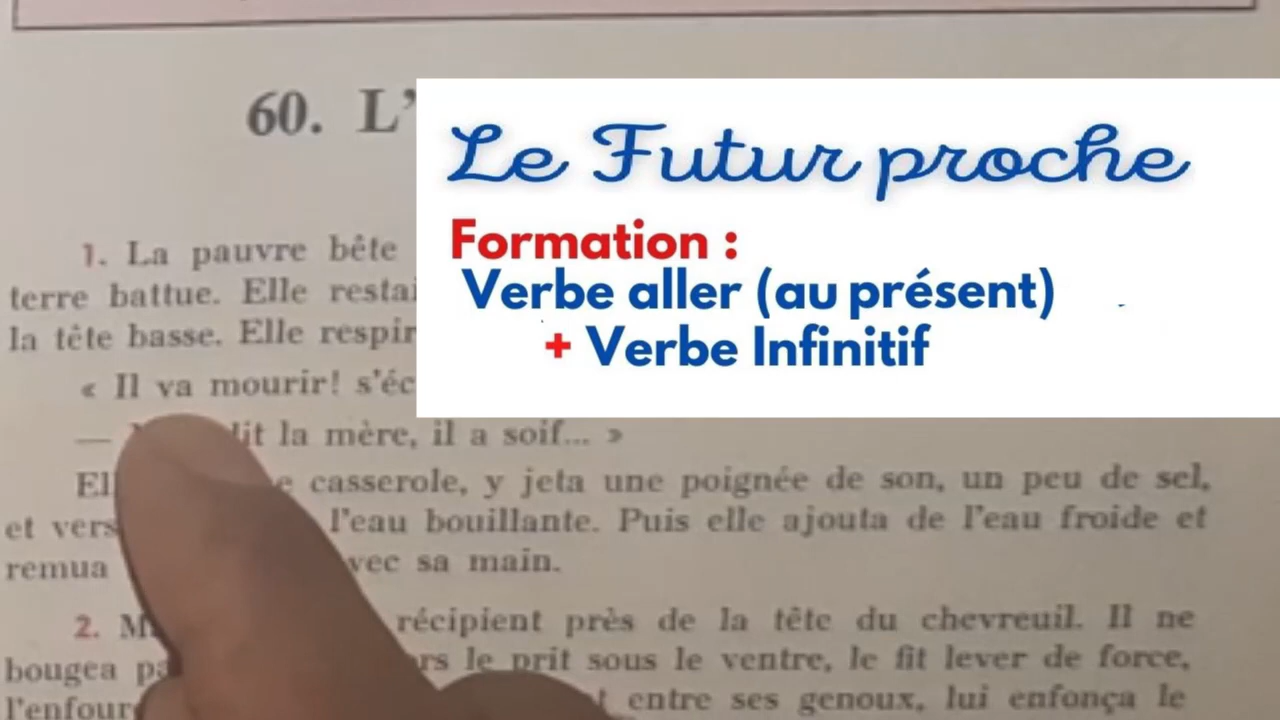 60. L'
Le Futur proche
Formation :
Verbe aller (au présent)
+ Verbe Infinitif
1. La pauvre bête
terre battue. Elle restai
la tête basse. Elle respir
« Il va mourir! s'éc
— dit la mère, il a soif... »
casserole, y jeta une poignée de son, un peu de sel,
et vers l'eau bouillante. Puis elle ajouta de l'eau froide et
remua avec sa main.
2. récipient près de la tête du chevreuil. Il ne
bougea le prit sous le ventre, le fit lever de force,
l'enfour entre ses genoux, lui enfonça le